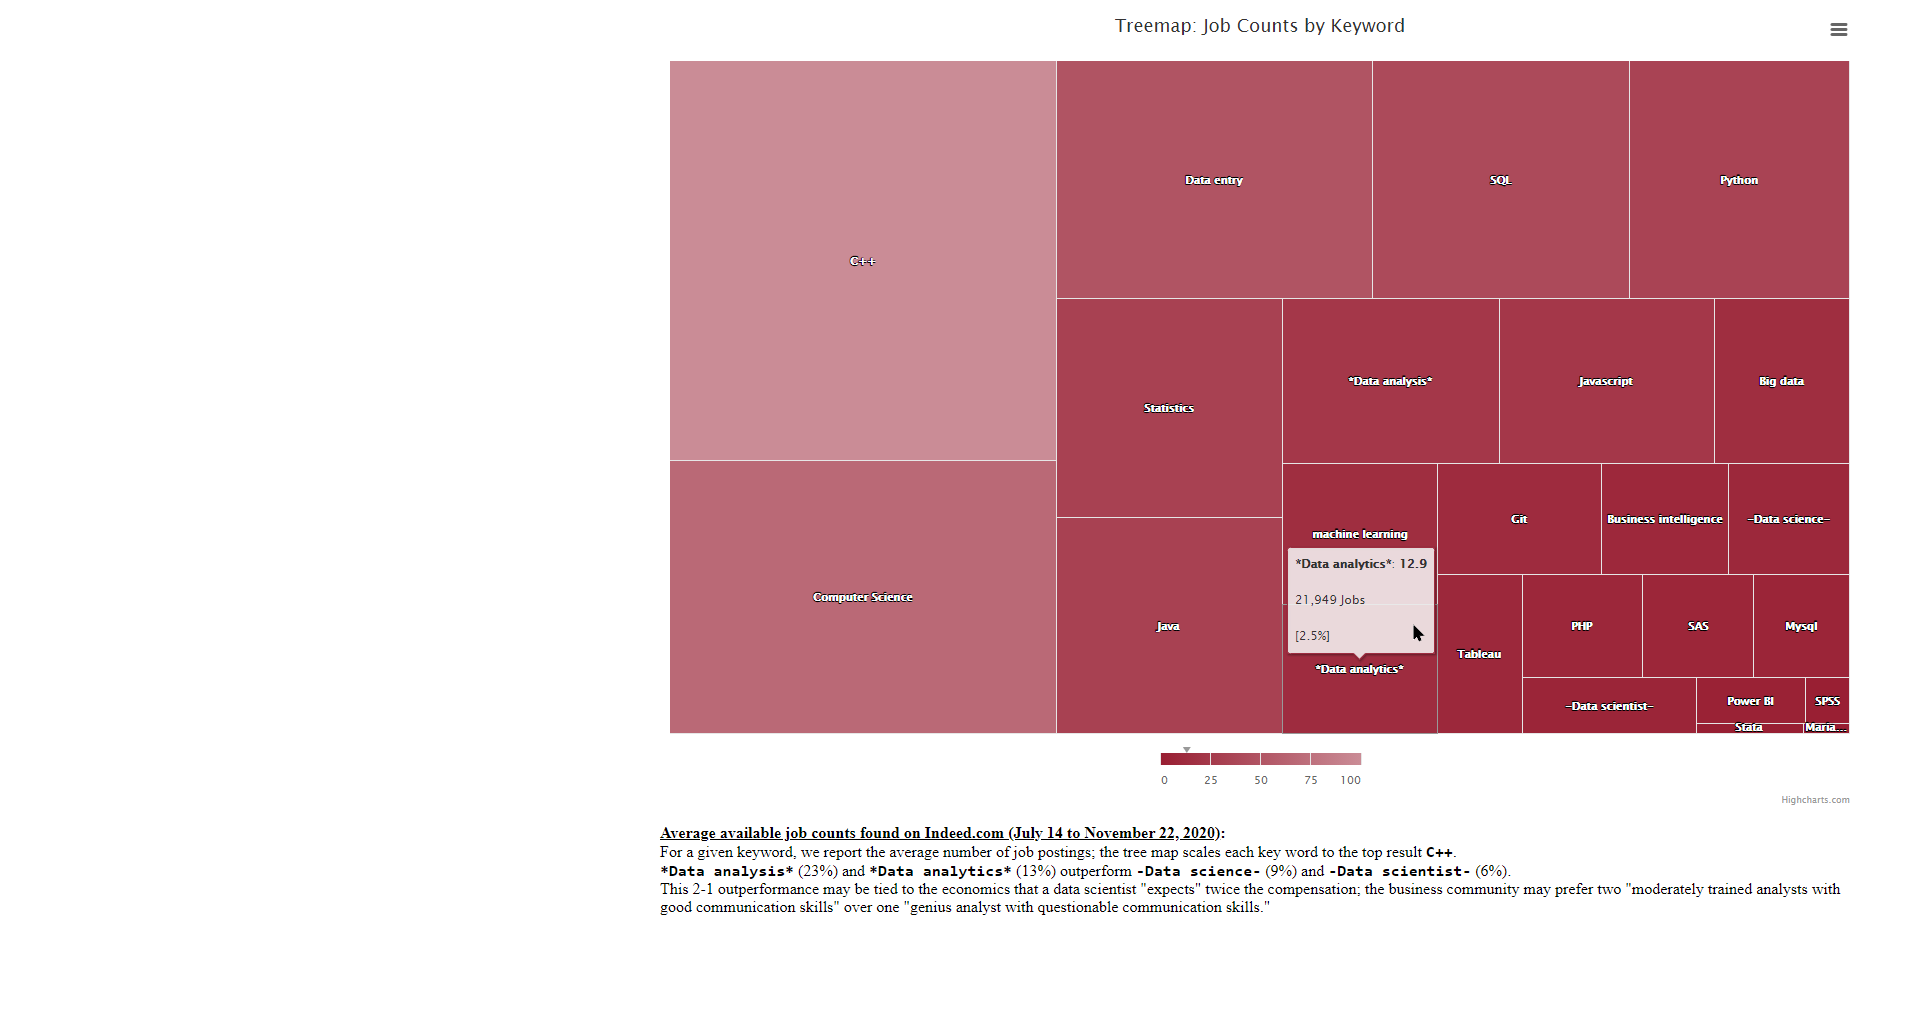 Treemap: Job Counts by Keyword
C++
Data entry
SQL
Python
Statistics
*Data analysis*
Javascript
Big data
machine learning
Git
Business intelligence
-Data science-
*Data analytics*: 12.9
21,949 Jobs
[2.5%]
Computer Science
Java
*Data analytics*
Tableau
PHP
SAS
Mysql
-Data scientist-
Power BI
SPSS
Stata
Maria...
0 25 50 75 100
Highcharts.com
Average available job counts found on Indeed.com (July 14 to November 22, 2020):
For a given keyword, we report the average number of job postings; the tree map scales each key word to the top result C++.
*Data analysis* (23%) and *Data analytics* (13%) outperform -Data science- (9%) and -Data scientist- (6%).
This 2-1 outperformance may be tied to the economics that a data scientist "expects" twice the compensation; the business community may prefer two "moderately trained analysts with
good communication skills" over one "genius analyst with questionable communication skills."